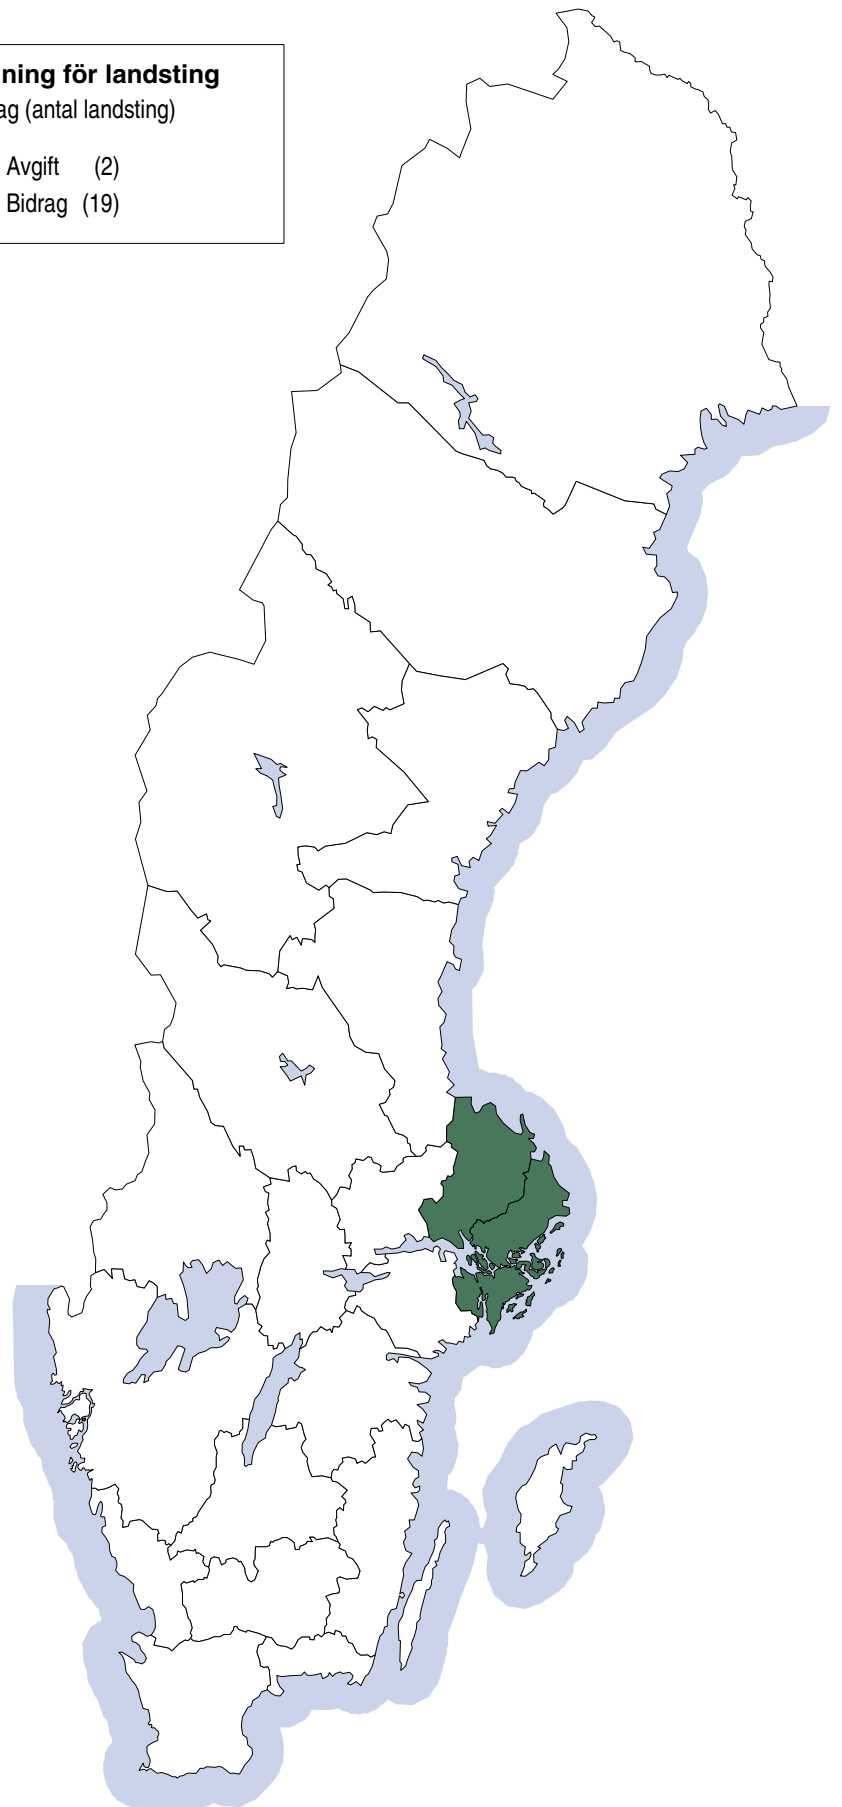 ning för landsting
ag (antal landsting)
Avgift (2)
Bidrag (19)